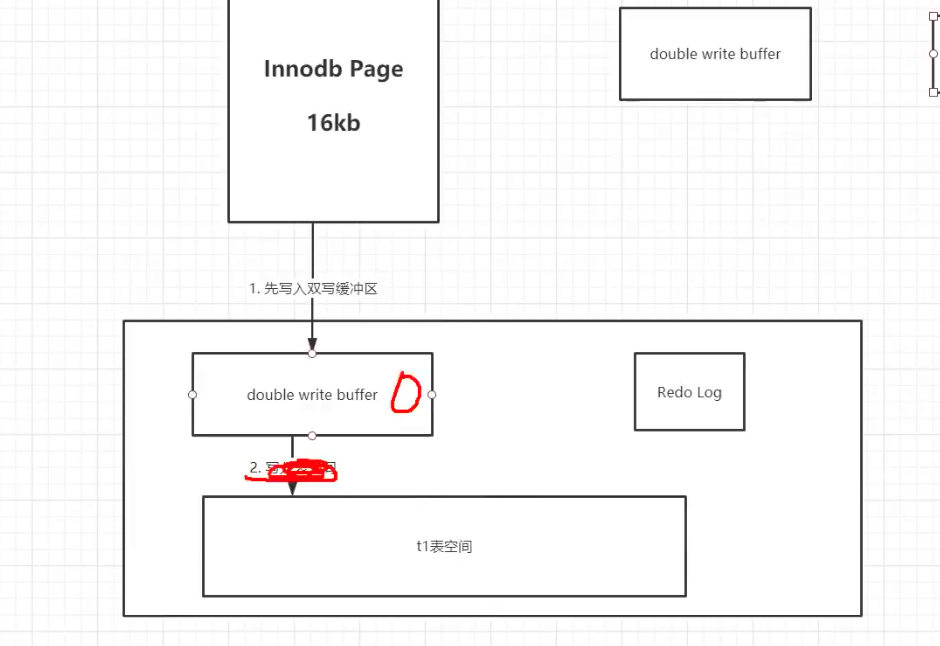 Innodb Page
16kb
double write buffer
1. 先写入双写缓冲区
double write buffer
Redo Log
2. 写
t1表空间